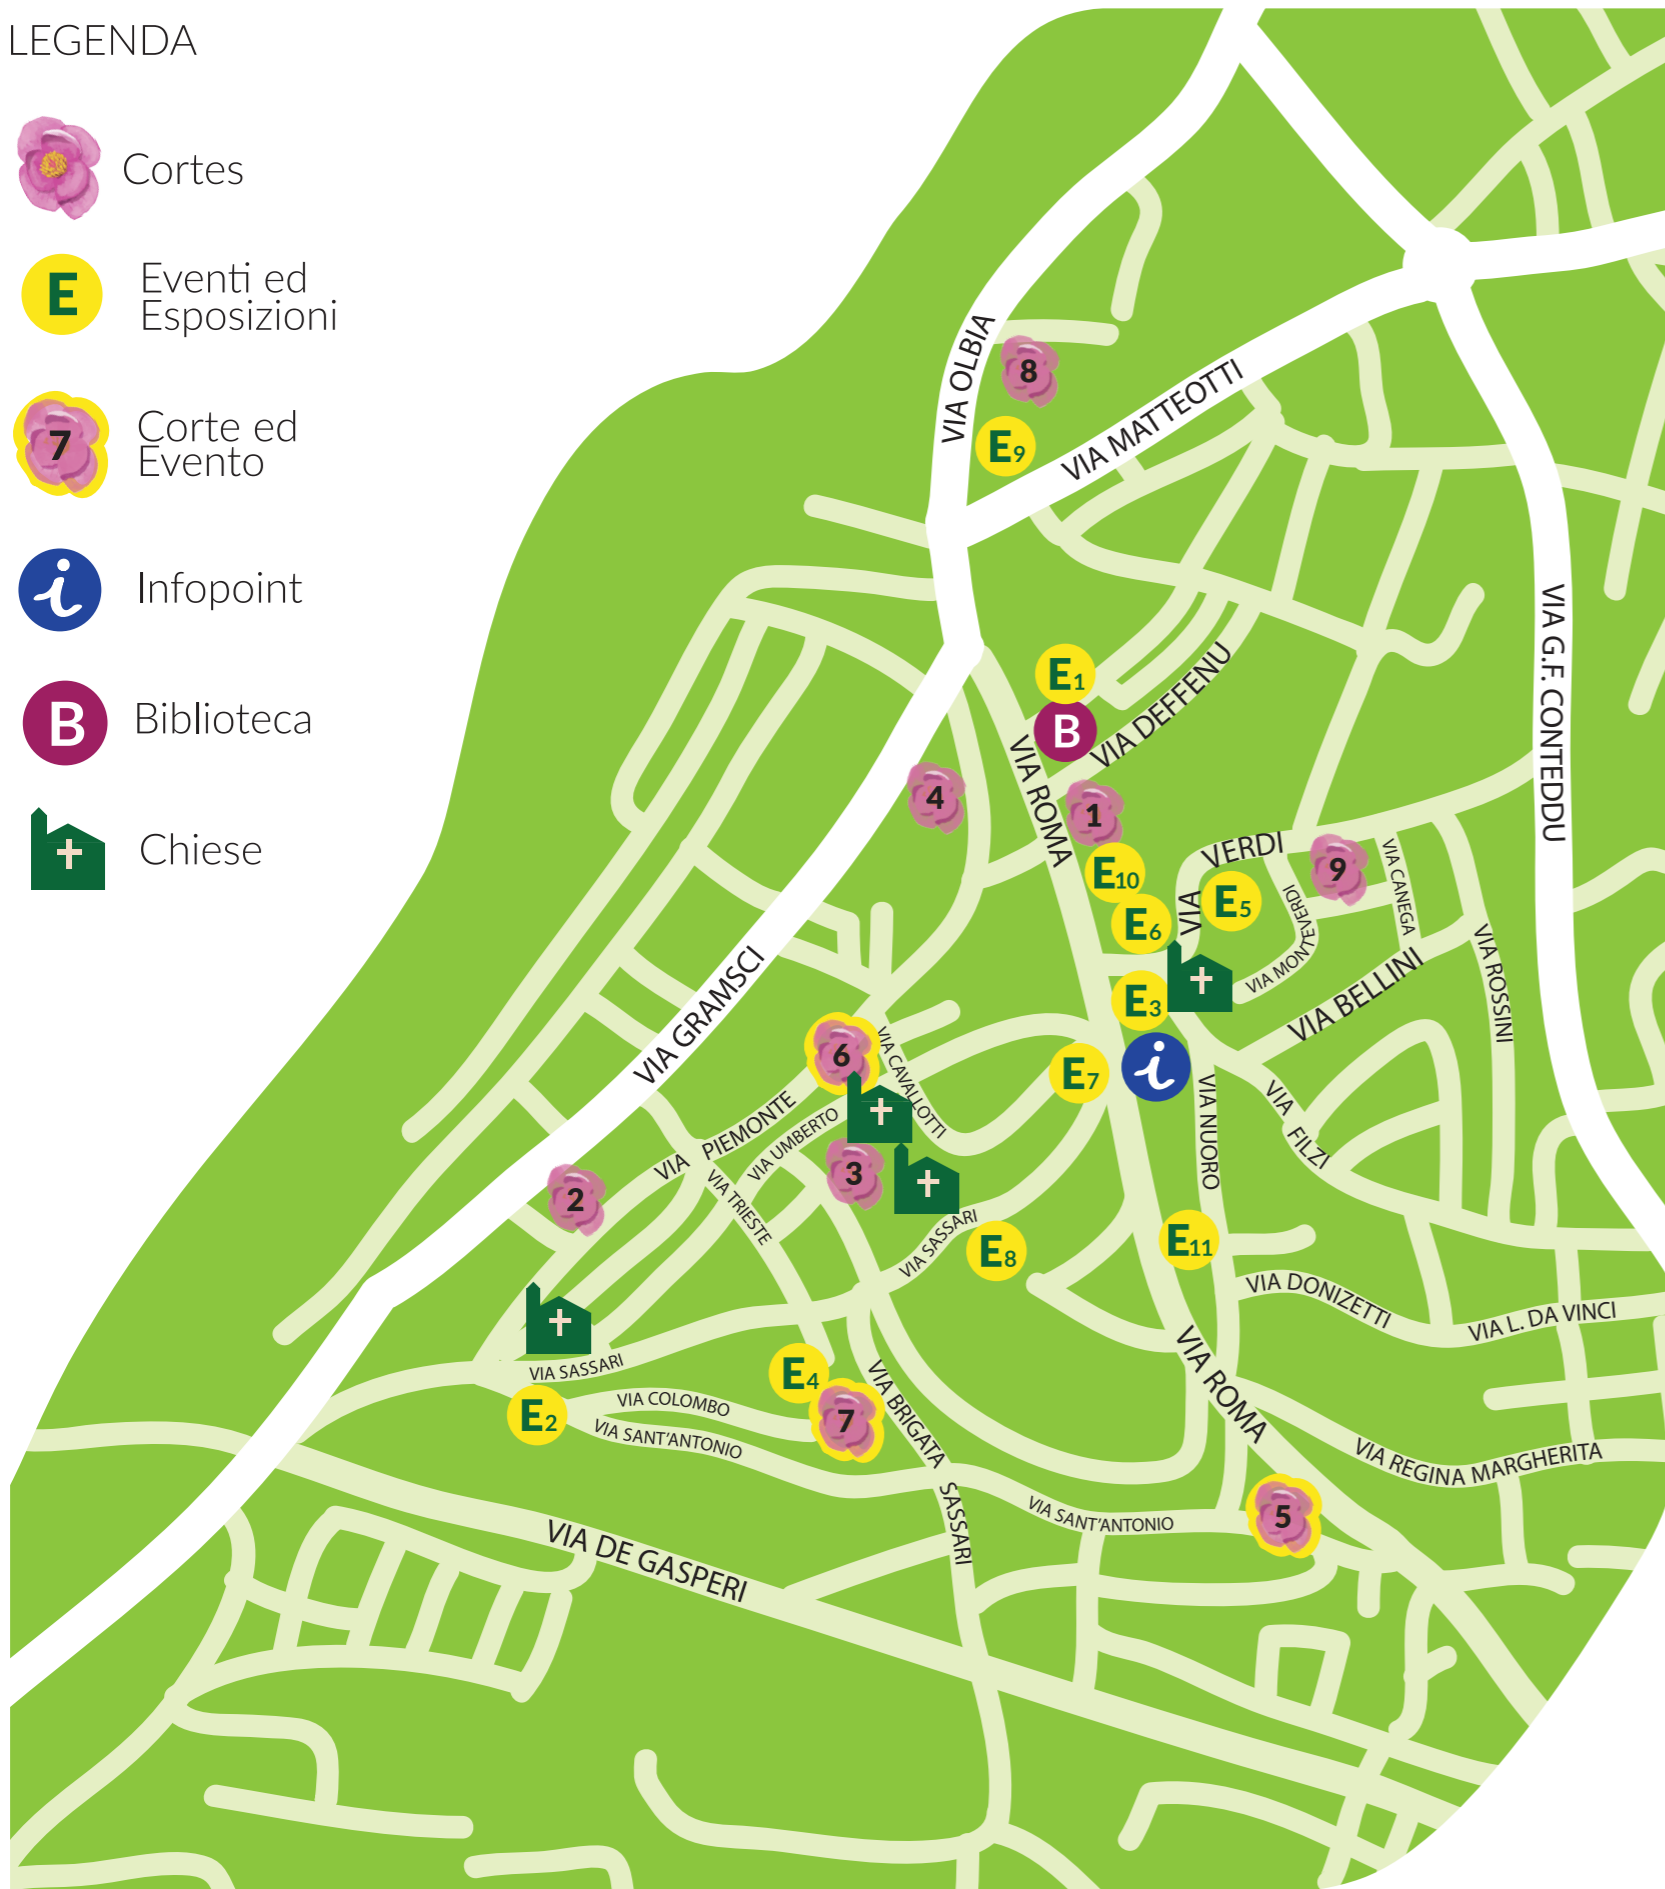 LEGENDA
Cortes
E
Eventi ed
Esposizioni
7
Corte ed
Evento
i
Infopoint
B
Biblioteca
Chiese
VIA OLBIA
8
E9
VIA MATTEOTTI
VIA G.F. CONTEDDU
E1
B
VIA DEFFENU
VIA ROMA
4
1
E10
VIA
VERDI
E5
9
VIA CANEGA
VIA MONTEVERDI
E6
E3
VIA BELLINI
VIA ROSSINI
VIA GRAMSCI
6
VIA CAVALLOTTI
E7
i
VIA NUORO
VIA
FILZI
VIA
PIEMONTE
VIA UMBERTO
VIA TRIESTE
3
2
VIA SASSARI
E8
E11
VIA DONIZETTI
VIA L. DA VINCI
VIA SASSARI
E4
7
E2
VIA COLOMBO
VIA SANT'ANTONIO
VIA BRIGATA
SASSARI
VIA ROMA
VIA REGINA MARGHERITA
VIA SANT'ANTONIO
5
VIA DE GASPERI